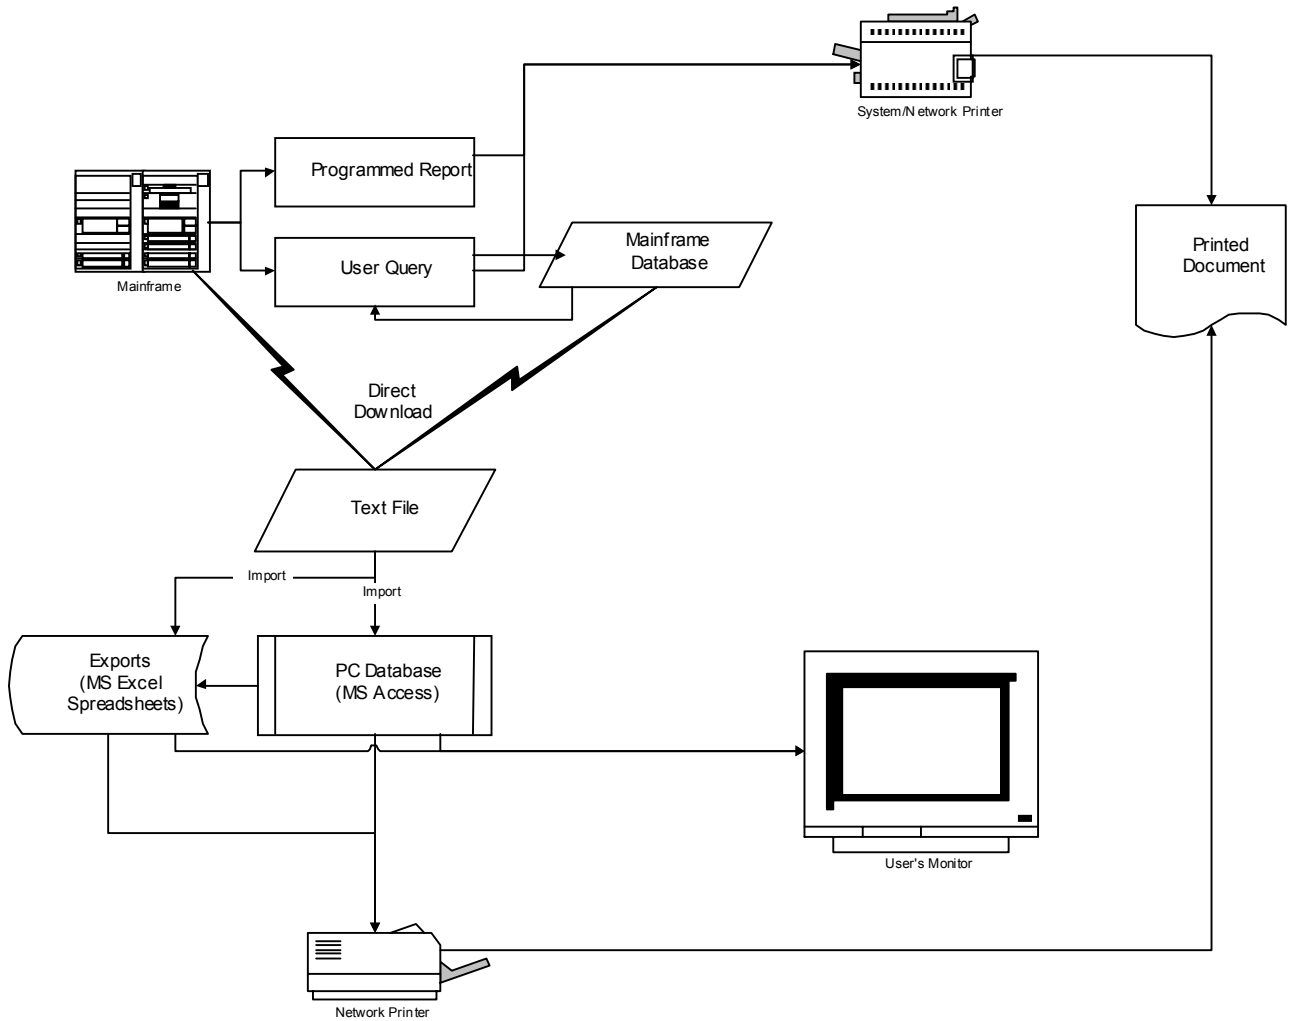 System/Network Printer
Programmed Report
Mainframe
User Query
Mainframe
Database
Printed
Document
Direct
Download
Text File
Import
Import
Exports
(MS Excel
Spreadsheets)
PC Database
(MS Access)
User's Monitor
Network Printer